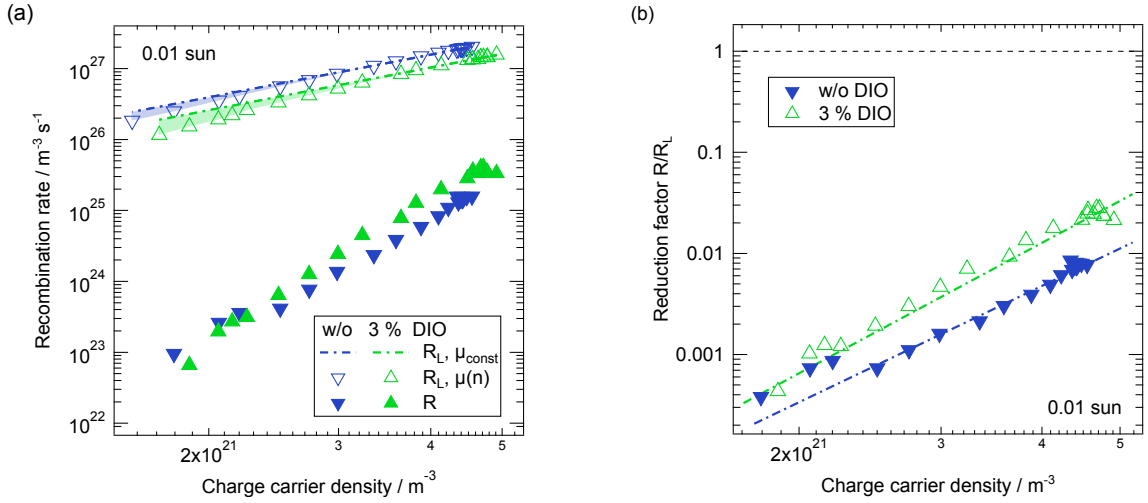 (a)
0.01 sun
10^27
10^26
10^25
10^24
10^23
10^22
Recombination rate / m^-3 s^-1
w/o 3 % DIO
R_L, μ_const
R_L, μ(n)
R
2x10^21
3
4
5
Charge carrier density / m^-3
(b)
1
0.1
0.01
0.001
Reduction factor R/R_L
w/o DIO
3 % DIO
0.01 sun
2x10^21
3
4
5
Charge carrier density / m^-3